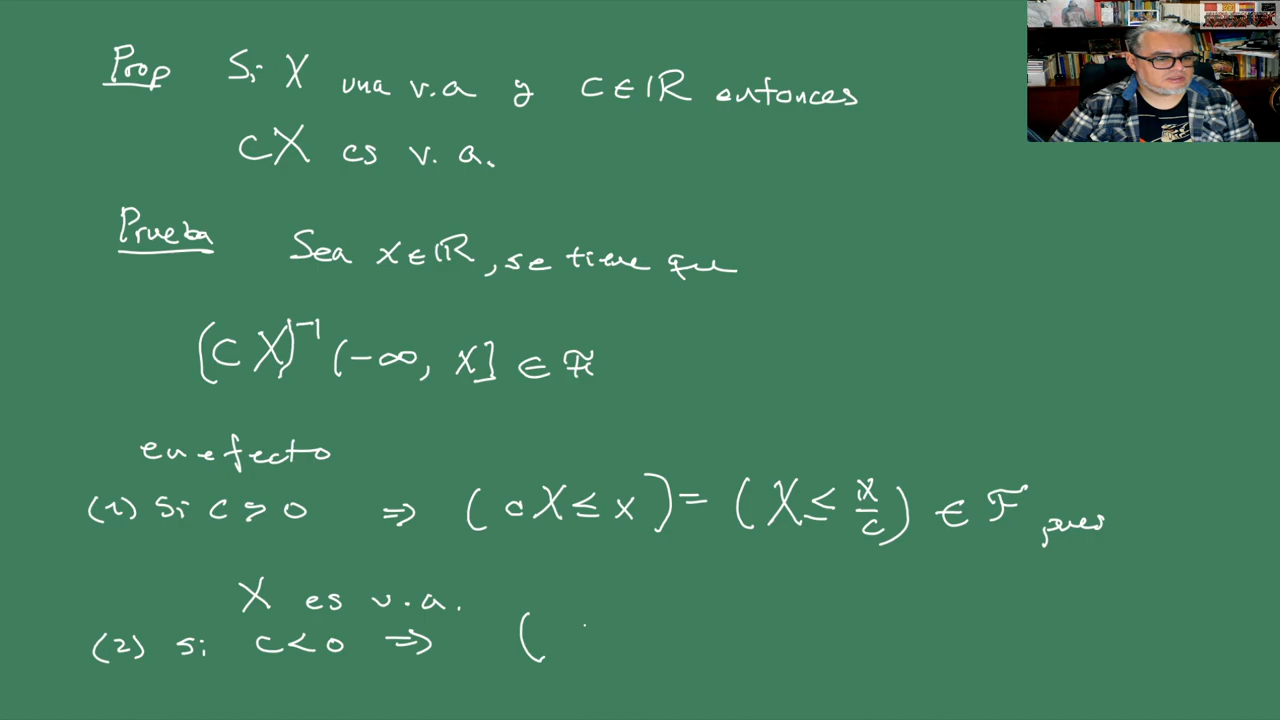 Prop Si X una v.a y c∈ℝ entonces
cX es v.a.
Prueba Sea x∈ℝ, se tiene que
(cX)⁻¹(-∞, x] ∈ ℱ
en efecto
(1) Si c>0 ⇒ (cX≤x) = (X≤x/c) ∈ ℱ pues
X es v.a.
(2) si c<0 ⇒ (